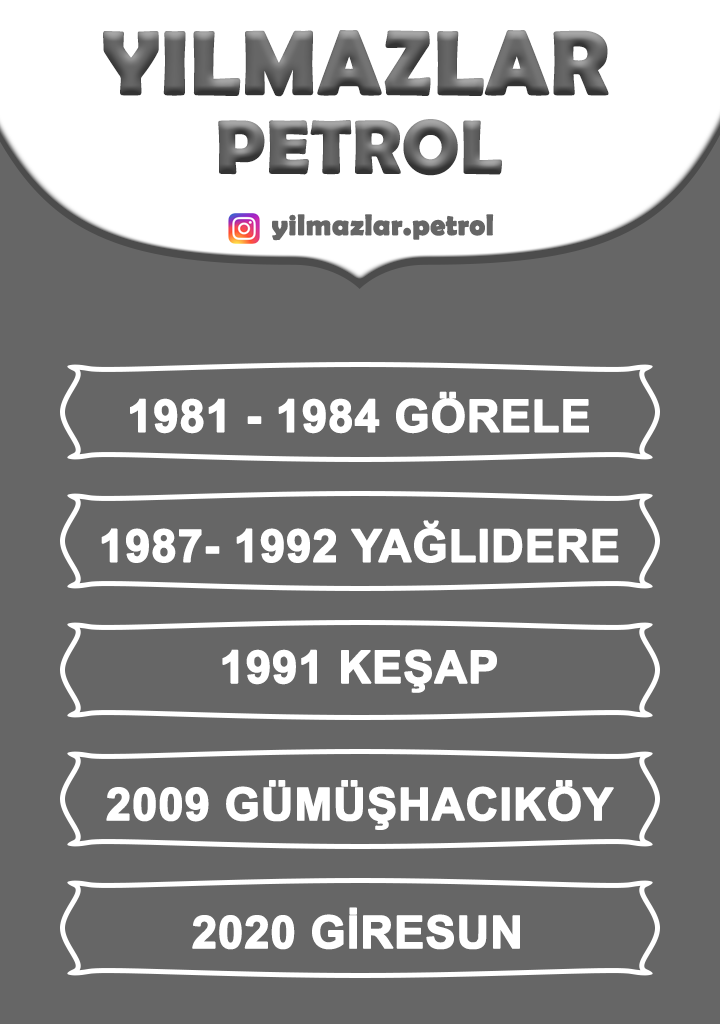 YILMAZLAR
PETROL
yilmazlar.petrol
1981 - 1984 GÖRELE
1987- 1992 YAĞLIDERE
1991 KEŞAP
2009 GÜMÜŞHACIKÖY
2020 GİRESUN